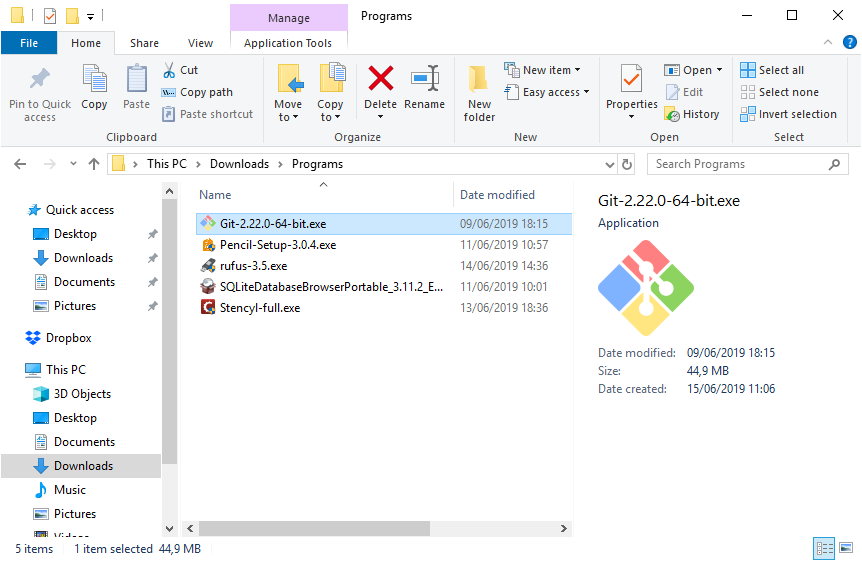 Manage
Programs
File
Home
Share
View
Application Tools
Pin to Quick access
Copy
Paste
Cut
Copy path
Paste shortcut
Clipboard
Move to
Copy to
Delete
Rename
Organize
New folder
New item
Easy access
New
Properties
Open
Edit
History
Open
Select all
Select none
Invert selection
Select
This PC > Downloads > Programs
Search Programs
Quick access
Desktop
Downloads
Documents
Pictures
Dropbox
This PC
3D Objects
Desktop
Documents
Downloads
Music
Pictures
Videos
Name Date modified
Git-2.22.0-64-bit.exe 09/06/2019 18:15
Pencil-Setup-3.0.4.exe 11/06/2019 10:57
rufus-3.5.exe 14/06/2019 14:36
SQLiteDatabaseBrowserPortable_3.11.2_E... 11/06/2019 10:01
Stencyl-full.exe 13/06/2019 18:36
Git-2.22.0-64-bit.exe
Application
Date modified: 09/06/2019 18:15
Size: 44,9 MB
Date created: 15/06/2019 11:06
5 items 1 item selected 44,9 MB